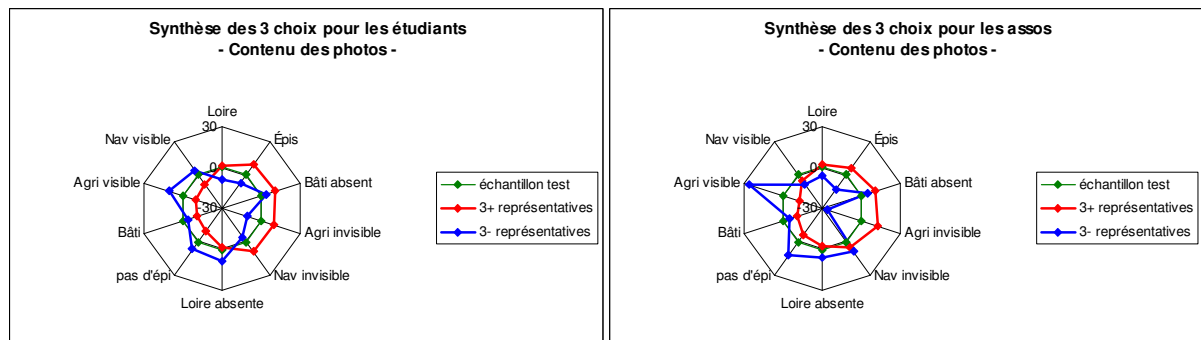 Synthèse des 3 choix pour les étudiants
- Contenu des photos -
Loire
30
Épis
Nav visible
0
Agri visible
Bâti absent
-30
Bâti
Agri invisible
pas d'épi
Nav invisible
Loire absente
échantillon test
3+ représentatives
3- représentatives
Synthèse des 3 choix pour les assos
- Contenu des photos -
Loire
30
Épis
Nav visible
0
Agri visible
Bâti absent
-30
Bâti
Agri invisible
pas d'épi
Nav invisible
Loire absente
échantillon test
3+ représentatives
3- représentatives